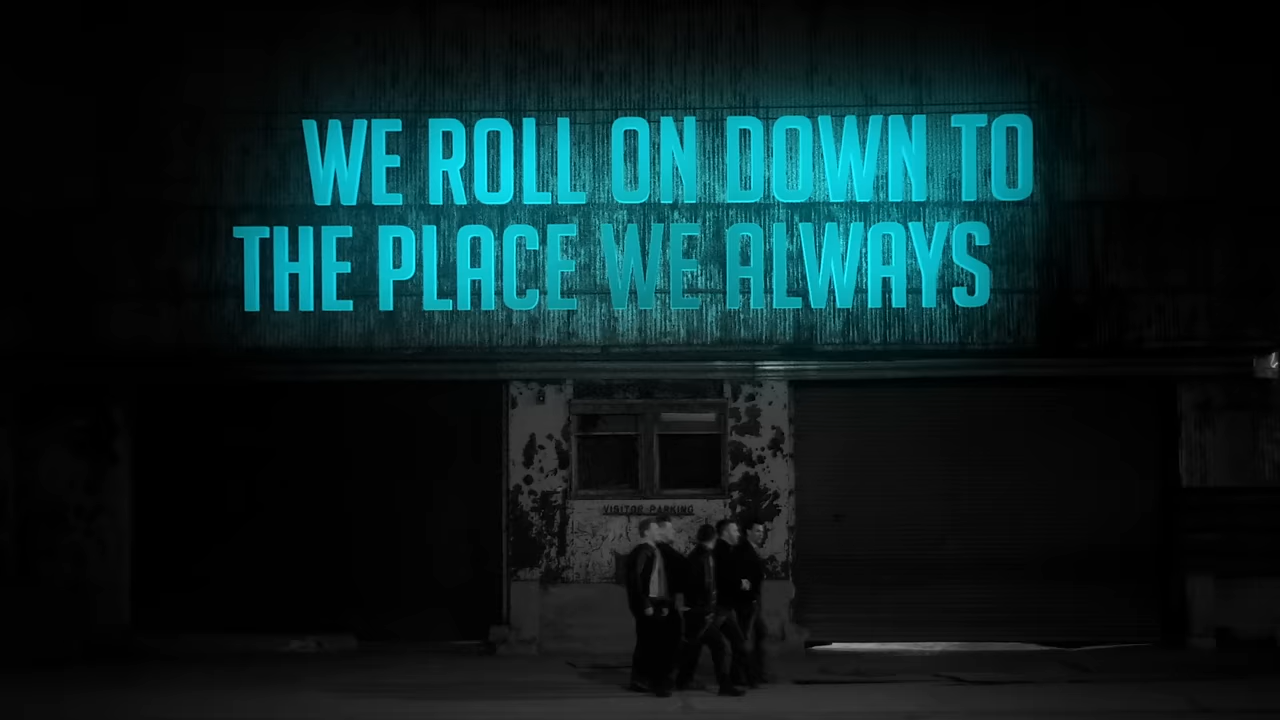 WE ROLL ON DOWN TO
THE PLACE WE ALWAYS
VISITOR PARKING